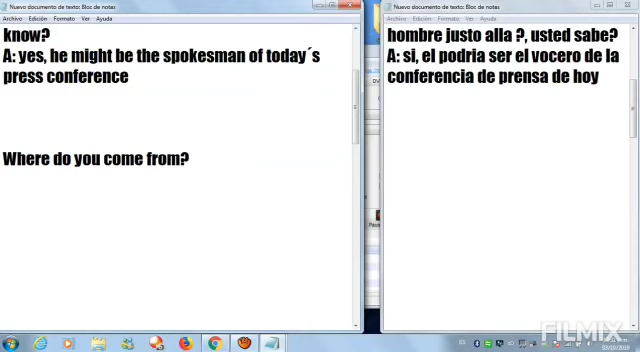 Nuevo documento de texto: Bloc de notas
Archivo Edición Formato Ver Ayuda
know?
A: yes, he might be the spokesman of today´s
press conference
Where do you come from?
Nuevo documento de texto: Bloc de notas
Archivo Edición Formato Ver Ayuda
hombre justo alla ?, usted sabe?
A: si, el podria ser el vocero de la
conferencia de prensa de hoy
ES
03/10/2019
FILMIX